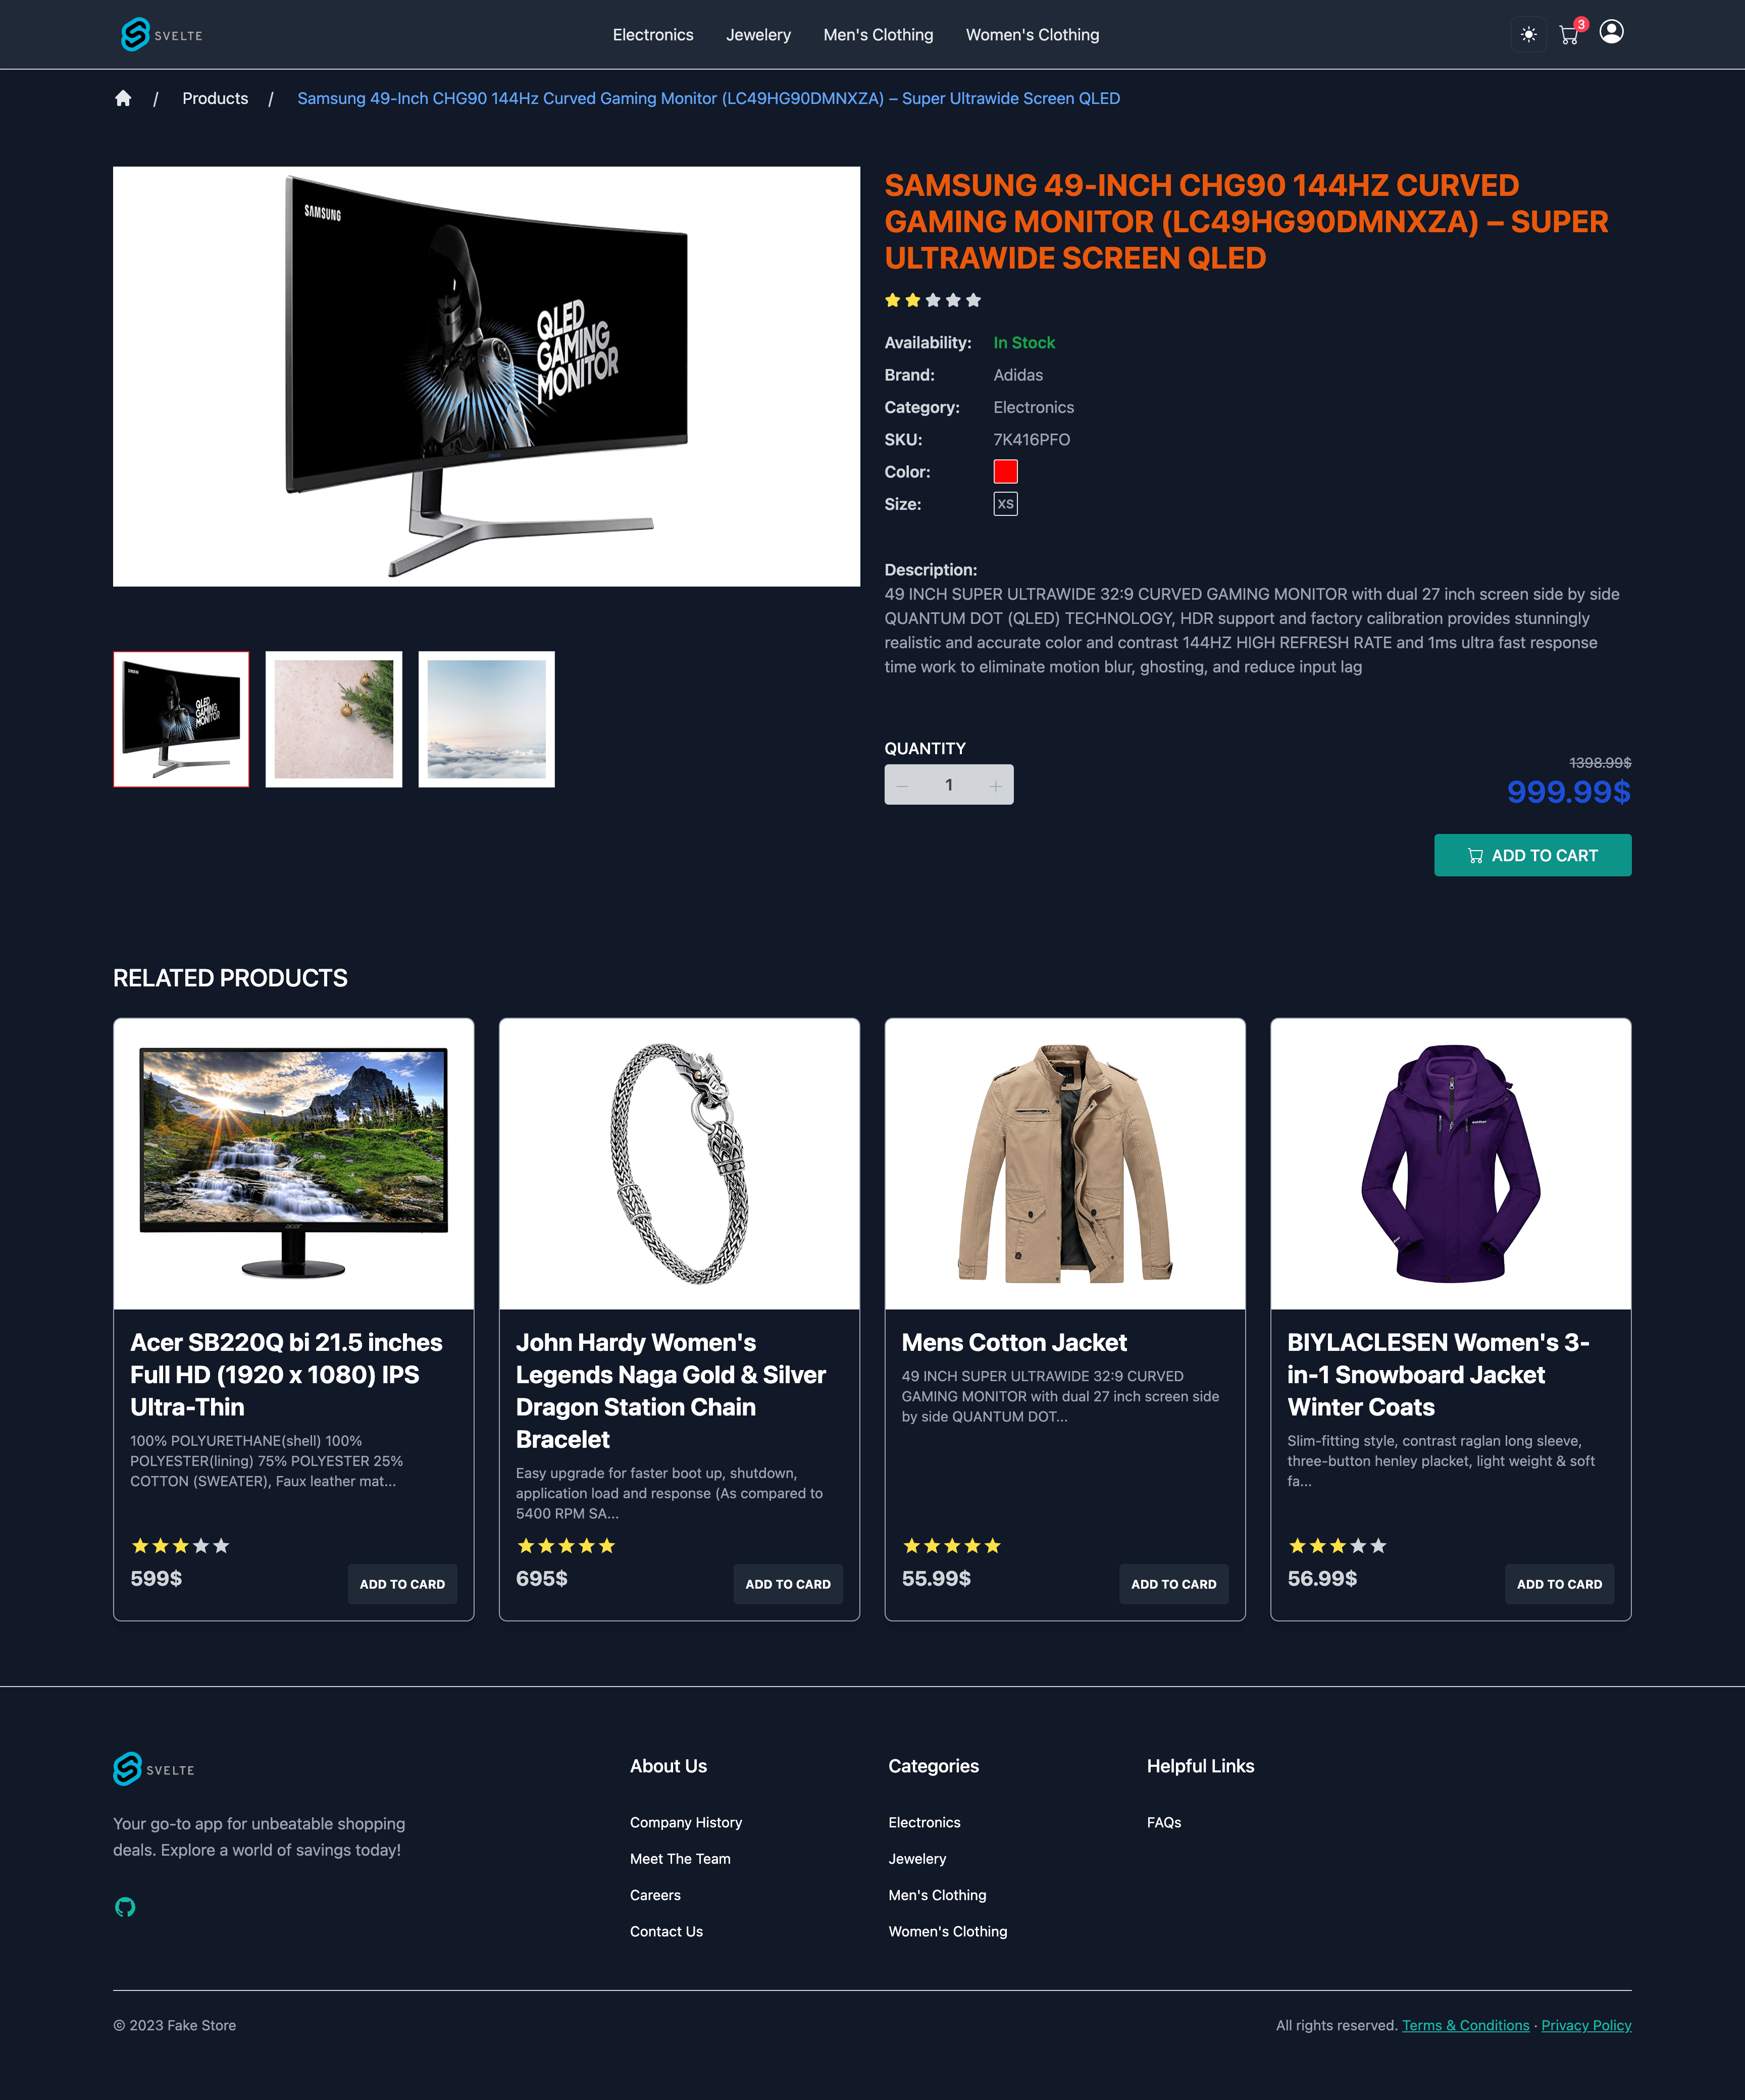 SVELTE
Electronics
Jewelery
Men's Clothing
Women's Clothing
3
/ Products / Samsung 49-Inch CHG90 144Hz Curved Gaming Monitor (LC49HG90DMNXZA) – Super Ultrawide Screen QLED
SAMSUNG
QLED
GAMING
MONITOR
SAMSUNG 49-INCH CHG90 144HZ CURVED
GAMING MONITOR (LC49HG90DMNXZA) – SUPER
ULTRAWIDE SCREEN QLED
Availability: In Stock
Brand: Adidas
Category: Electronics
SKU: 7K416PFO
Color:
Size: XS
Description:
49 INCH SUPER ULTRAWIDE 32:9 CURVED GAMING MONITOR with dual 27 inch screen side by side
QUANTUM DOT (QLED) TECHNOLOGY, HDR support and factory calibration provides stunningly
realistic and accurate color and contrast 144HZ HIGH REFRESH RATE and 1ms ultra fast response
time work to eliminate motion blur, ghosting, and reduce input lag
QLED
GAMING
MONITOR
QUANTITY
1
1398.99$
999.99$
ADD TO CART
RELATED PRODUCTS
acer
Acer SB220Q bi 21.5 inches
Full HD (1920 x 1080) IPS
Ultra-Thin
100% POLYURETHANE(shell) 100%
POLYESTER(lining) 75% POLYESTER 25%
COTTON (SWEATER), Faux leather mat...
599$
ADD TO CARD
John Hardy Women's
Legends Naga Gold & Silver
Dragon Station Chain
Bracelet
Easy upgrade for faster boot up, shutdown,
application load and response (As compared to
5400 RPM SA...
695$
ADD TO CARD
Mens Cotton Jacket
49 INCH SUPER ULTRAWIDE 32:9 CURVED
GAMING MONITOR with dual 27 inch screen side
by side QUANTUM DOT...
55.99$
ADD TO CARD
BIYLACLESEN Women's 3-
in-1 Snowboard Jacket
Winter Coats
Slim-fitting style, contrast raglan long sleeve,
three-button henley placket, light weight & soft
fa...
56.99$
ADD TO CARD
SVELTE
Your go-to app for unbeatable shopping
deals. Explore a world of savings today!
About Us
Company History
Meet The Team
Careers
Contact Us
Categories
Electronics
Jewelery
Men's Clothing
Women's Clothing
Helpful Links
FAQs
© 2023 Fake Store
All rights reserved. Terms & Conditions · Privacy Policy